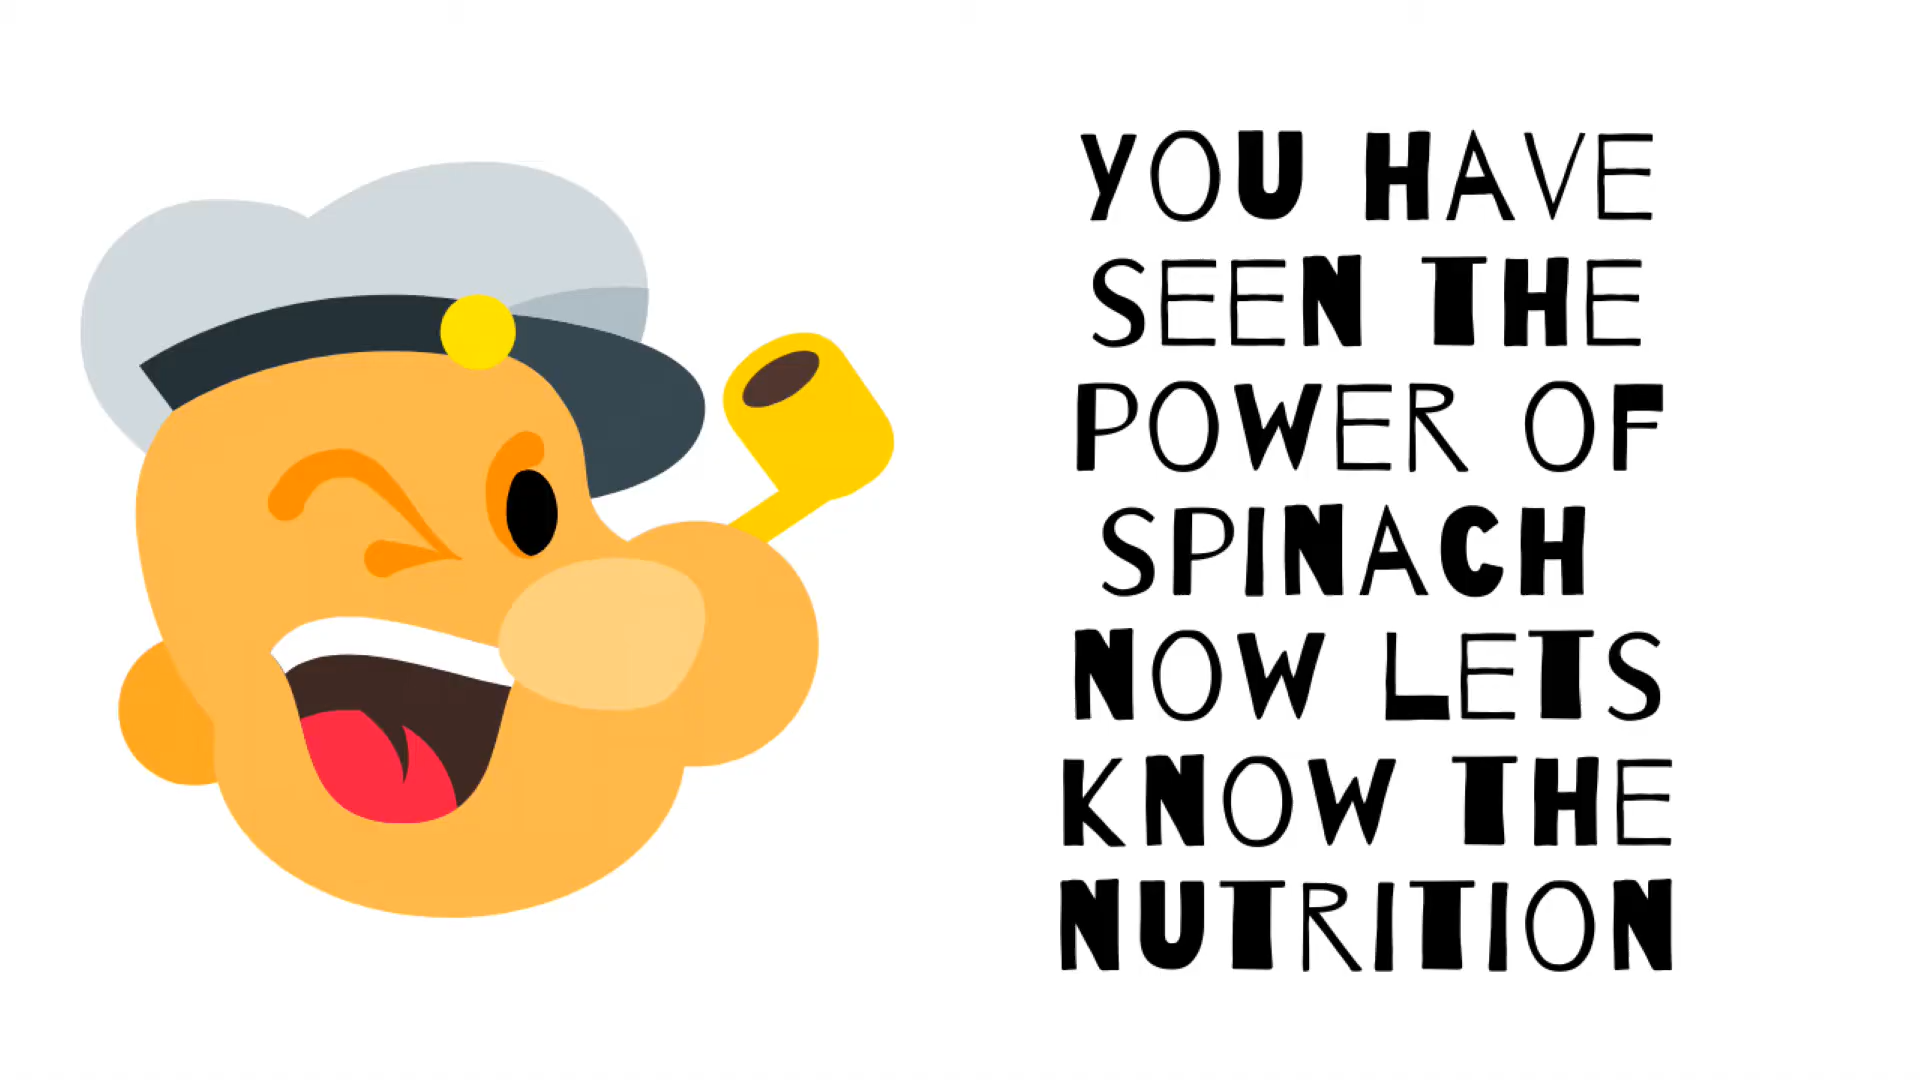 YOU HAVE
SEEN THE
POWER OF
SPINACH
NOW LETS
KNOW THE
NUTRITION